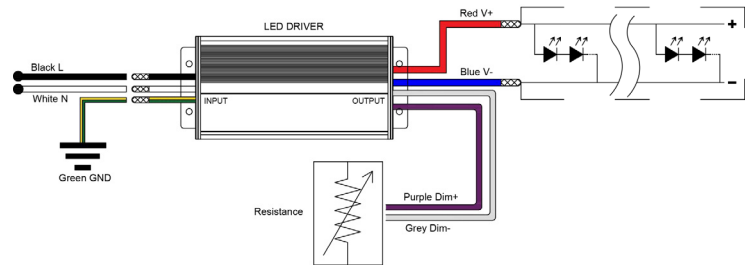 LED DRIVER
Red V+
Black L
White N
INPUT
OUTPUT
Blue V-
+
-
Green GND
Resistance
Purple Dim+
Grey Dim-